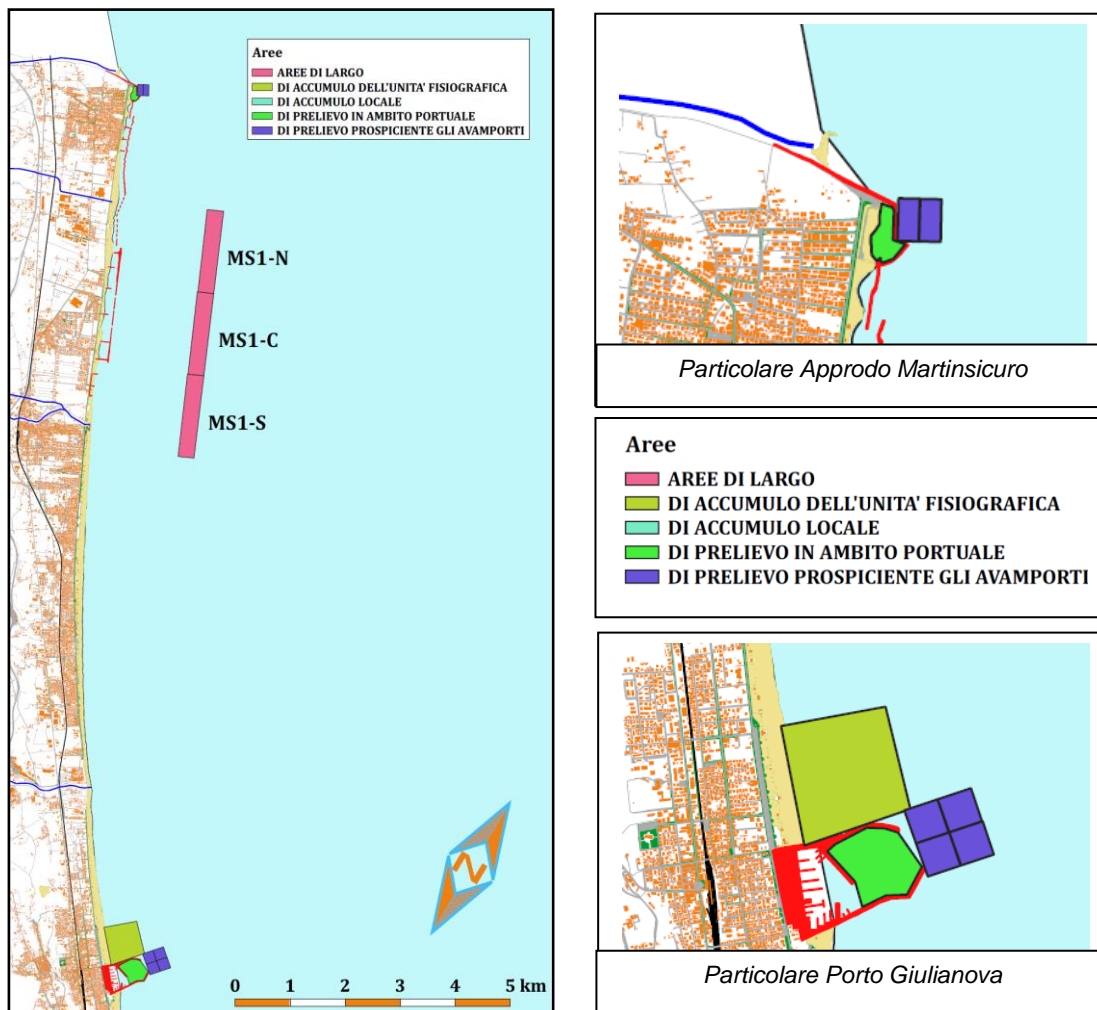 Aree
AREE DI LARGO
DI ACCUMULO DELL'UNITA' FISIOGRAFICA
DI ACCUMULO LOCALE
DI PRELIEVO IN AMBITO PORTUALE
DI PRELIEVO PROSPICIENTE GLI AVAMPORTI
MS1-N
MS1-C
MS1-S
N
0 1 2 3 4 5 km
Particolare Approdo Martinsicuro
Aree
AREE DI LARGO
DI ACCUMULO DELL'UNITA' FISIOGRAFICA
DI ACCUMULO LOCALE
DI PRELIEVO IN AMBITO PORTUALE
DI PRELIEVO PROSPICIENTE GLI AVAMPORTI
Particolare Porto Giulianova